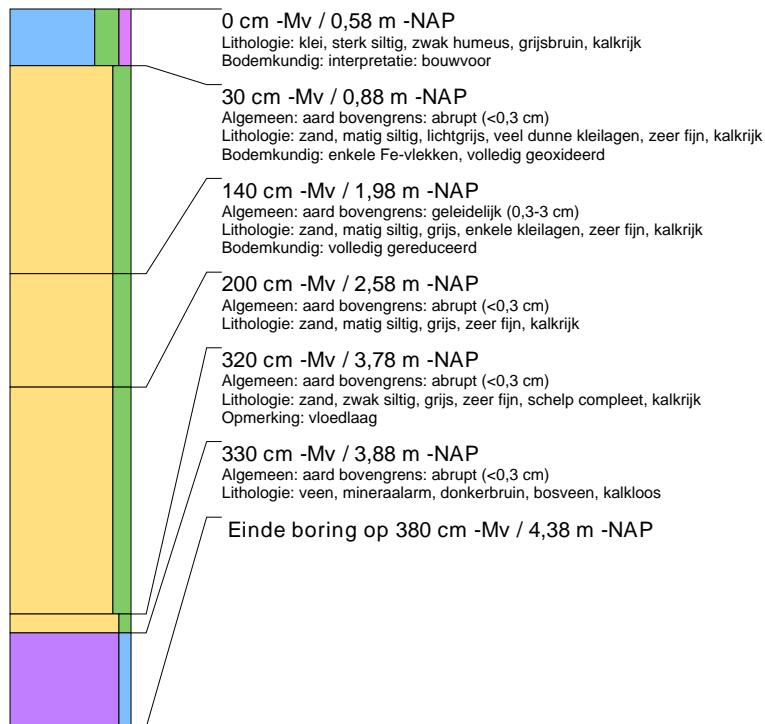 0 cm -Mv / 0,58 m -NAP
Lithologie: klei, sterk siltig, zwak humeus, grijsbruin, kalkrijk
Bodemkundig: interpretatie: bouwvoor
30 cm -Mv / 0,88 m -NAP
Algemeen: aard bovengrens: abrupt (<0,3 cm)
Lithologie: zand, matig siltig, lichtgrijs, veel dunne kleilagen, zeer fijn, kalkrijk
Bodemkundig: enkele Fe-vlekken, volledig geoxideerd
140 cm -Mv / 1,98 m -NAP
Algemeen: aard bovengrens: geleidelijk (0,3-3 cm)
Lithologie: zand, matig siltig, grijs, enkele kleilagen, zeer fijn, kalkrijk
Bodemkundig: volledig gereduceerd
200 cm -Mv / 2,58 m -NAP
Algemeen: aard bovengrens: abrupt (<0,3 cm)
Lithologie: zand, matig siltig, grijs, zeer fijn, kalkrijk
320 cm -Mv / 3,78 m -NAP
Algemeen: aard bovengrens: abrupt (<0,3 cm)
Lithologie: zand, zwak siltig, grijs, zeer fijn, schelp compleet, kalkrijk
Opmerking: vloedlaag
330 cm -Mv / 3,88 m -NAP
Algemeen: aard bovengrens: abrupt (<0,3 cm)
Lithologie: veen, mineraalarm, donkerbruin, bosveen, kalkloos
Einde boring op 380 cm -Mv / 4,38 m -NAP